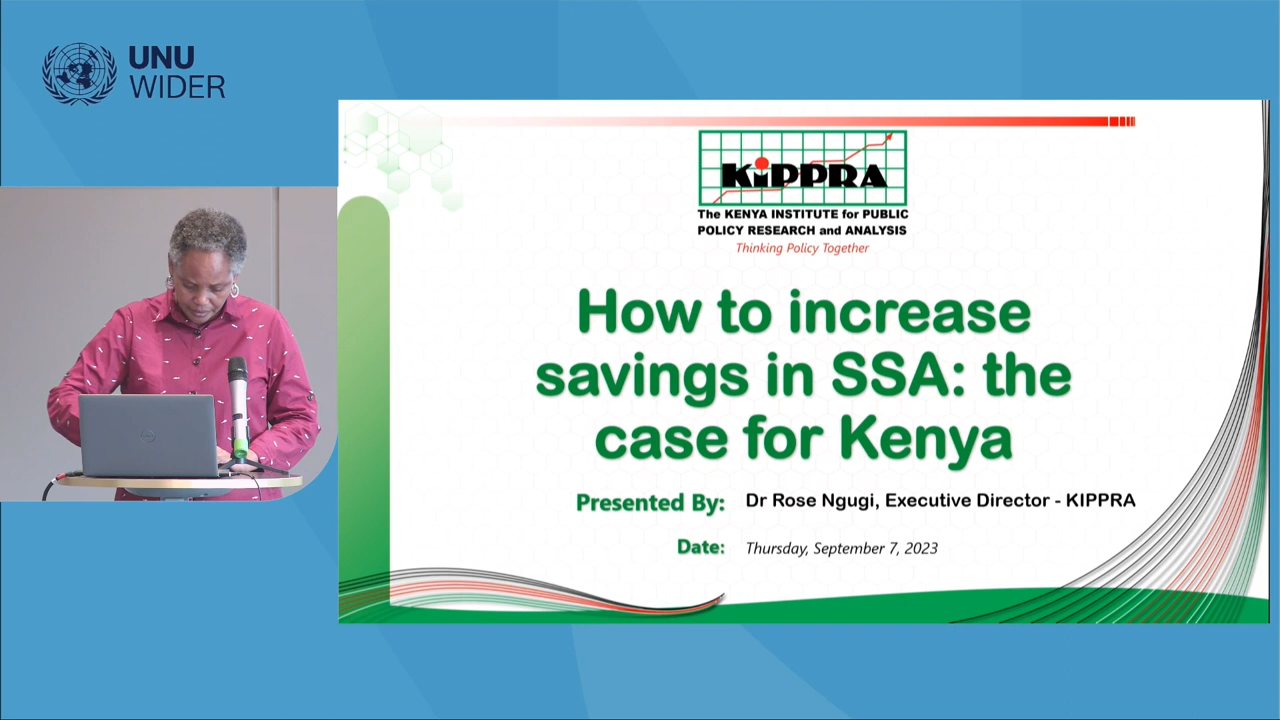 UNU
WIDER
KIPPRA
The KENYA INSTITUTE for PUBLIC
POLICY RESEARCH and ANALYSIS
Thinking Policy Together
How to increase
savings in SSA: the
case for Kenya
Presented By: Dr Rose Ngugi, Executive Director - KIPPRA
Date: Thursday, September 7, 2023